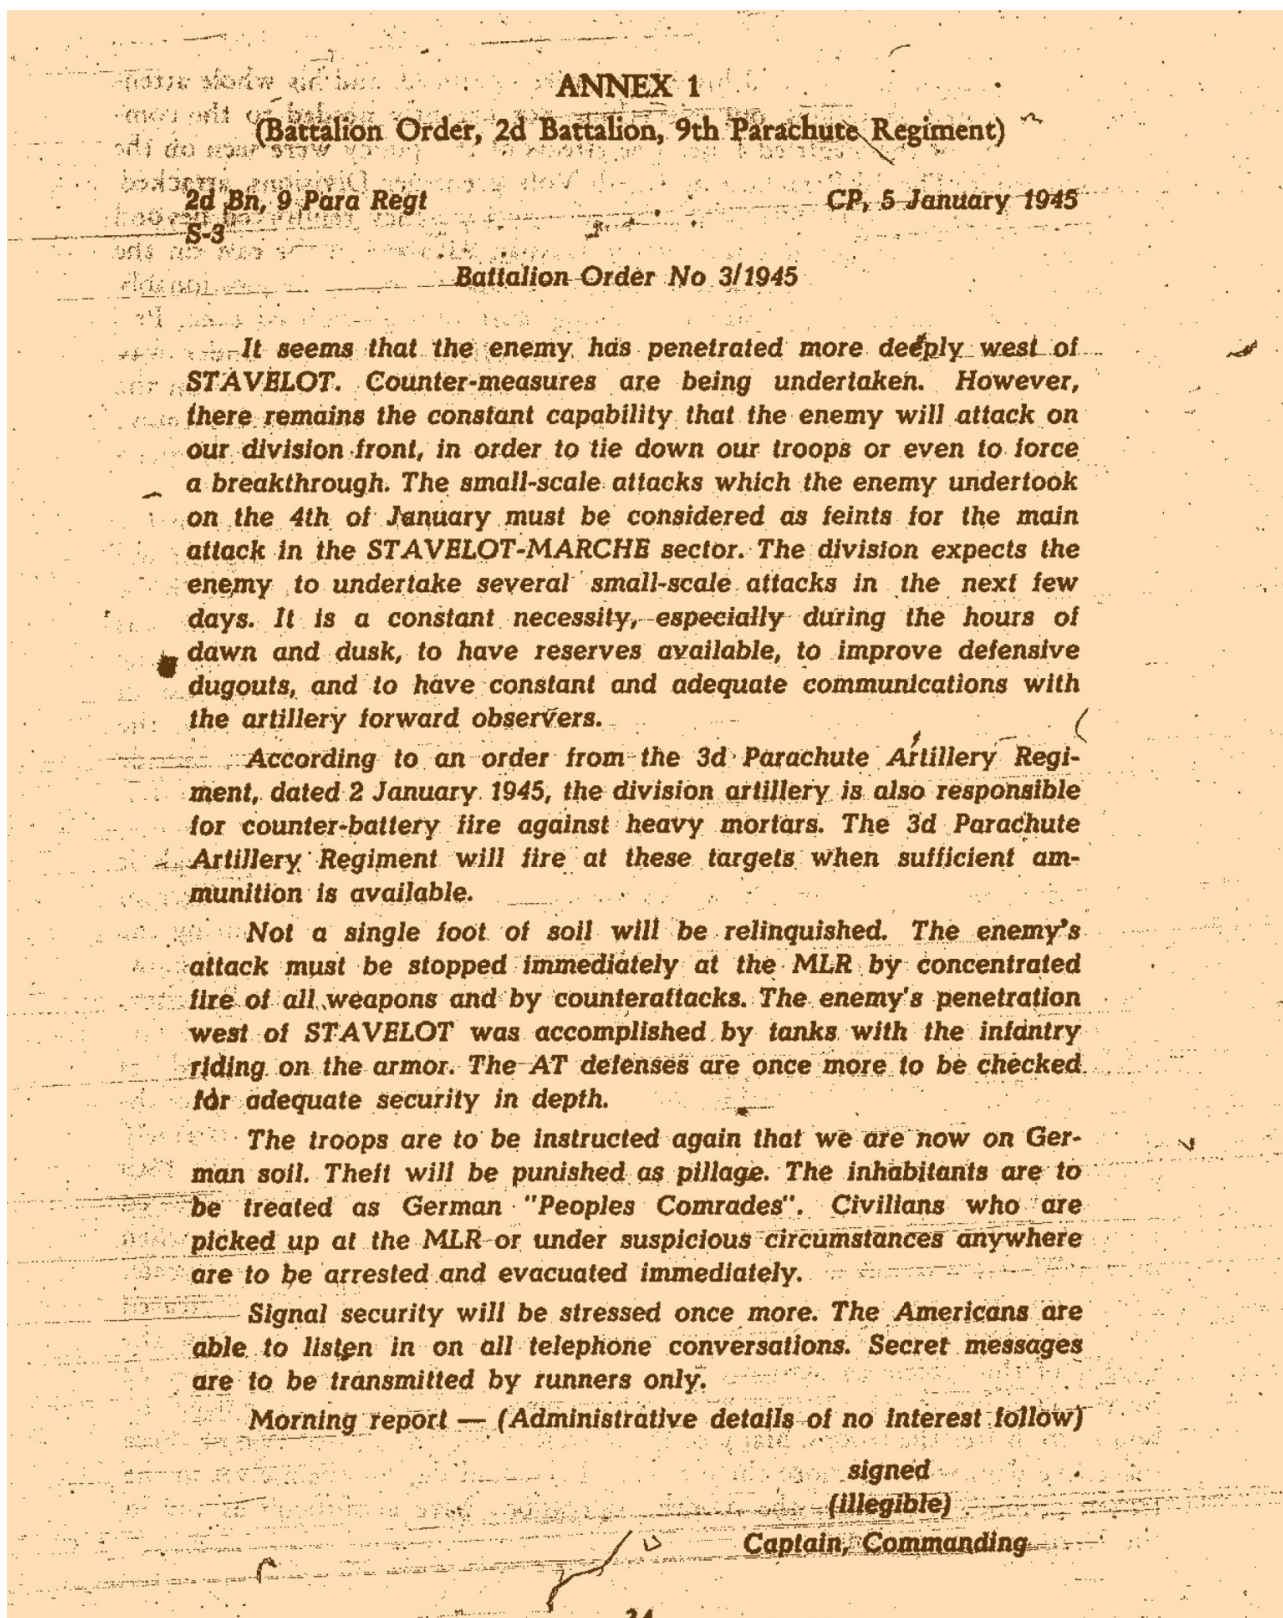 ANNEX 1
(Battalion Order, 2d Battalion, 9th Parachute Regiment)
2d Bn, 9 Para Regt CP, 5 January 1945
S-3
Battalion Order No 3/1945
It seems that the enemy has penetrated more deeply west of
STAVELOT. Counter-measures are being undertaken. However,
there remains the constant capability that the enemy will attack on
our division front, in order to tie down our troops or even to force
a breakthrough. The small-scale attacks which the enemy undertook
on the 4th of January must be considered as feints for the main
attack in the STAVELOT-MARCHE sector. The division expects the
enemy to undertake several small-scale attacks in the next few
days. It is a constant necessity, especially during the hours of
dawn and dusk, to have reserves available, to improve defensive
dugouts, and to have constant and adequate communications with
the artillery forward observers.
According to an order from the 3d Parachute Artillery Regi-
ment, dated 2 January 1945, the division artillery is also responsible
for counter-battery fire against heavy mortars. The 3d Parachute
Artillery Regiment will fire at these targets when sufficient am-
munition is available.
Not a single foot of soil will be relinquished. The enemy's
attack must be stopped immediately at the MLR by concentrated
fire of all weapons and by counterattacks. The enemy's penetration
west of STAVELOT was accomplished by tanks with the infantry
riding on the armor. The AT defenses are once more to be checked
for adequate security in depth.
The troops are to be instructed again that we are now on Ger-
man soil. Theft will be punished as pillage. The inhabitants are to
be treated as German "Peoples Comrades". Civilians who are
picked up at the MLR or under suspicious circumstances anywhere
are to be arrested and evacuated immediately.
Signal security will be stressed once more. The Americans are
able to listen in on all telephone conversations. Secret messages
are to be transmitted by runners only.
Morning report — (Administrative details of no interest follow)
signed
(illegible)
Captain, Commanding
34